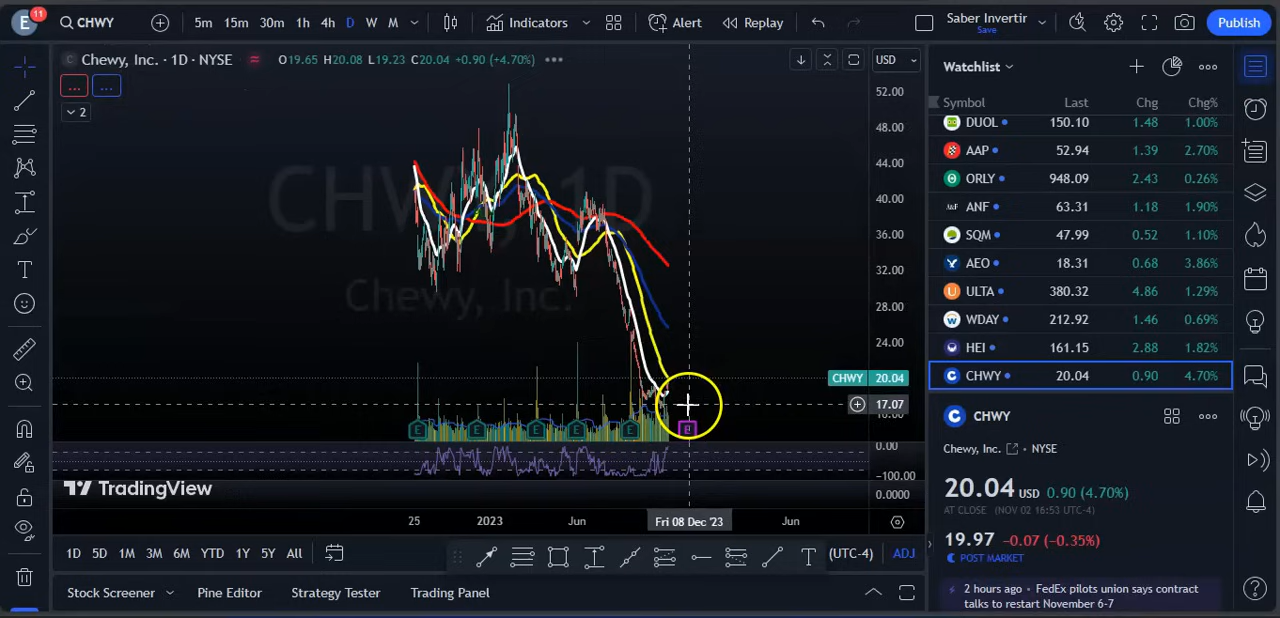 E 11 CHWY 5m 15m 30m 1h 4h D W M Indicators Alert Replay Saber Invertir Save Publish
C Chewy, Inc. · 1D · NYSE O19.65 H20.08 L19.23 C20.04 +0.90 (+4.70%) USD
... ...
2
CHWY, 1D
Chewy, Inc.
52.00
48.00
44.00
40.00
36.00
32.00
28.00
24.00
CHWY 20.04
17.07
16.00
E E E E E E
0.00
−100.00
0.0000
TradingView
25 2023 Jun Fri 08 Dec '23 Jun
1D 5D 1M 3M 6M YTD 1Y 5Y All T (UTC-4) ADJ
Stock Screener Pine Editor Strategy Tester Trading Panel
Watchlist
Symbol Last Chg Chg%
DUOL 150.10 1.48 1.00%
AAP 52.94 1.39 2.70%
ORLY 948.09 2.43 0.26%
ANF 63.31 1.18 1.90%
SQM 47.99 0.52 1.10%
AEO 18.31 0.68 3.86%
ULTA 380.32 4.86 1.29%
WDAY 212.92 1.46 0.69%
HEI 161.15 2.88 1.82%
C CHWY 20.04 0.90 4.70%
C CHWY
Chewy, Inc. · NYSE
20.04 USD 0.90 (4.70%)
AT CLOSE (NOV 02 16:53 UTC-4)
19.97 −0.07 (−0.35%)
POST MARKET
2 hours ago · FedEx pilots union says contract
talks to restart November 6-7